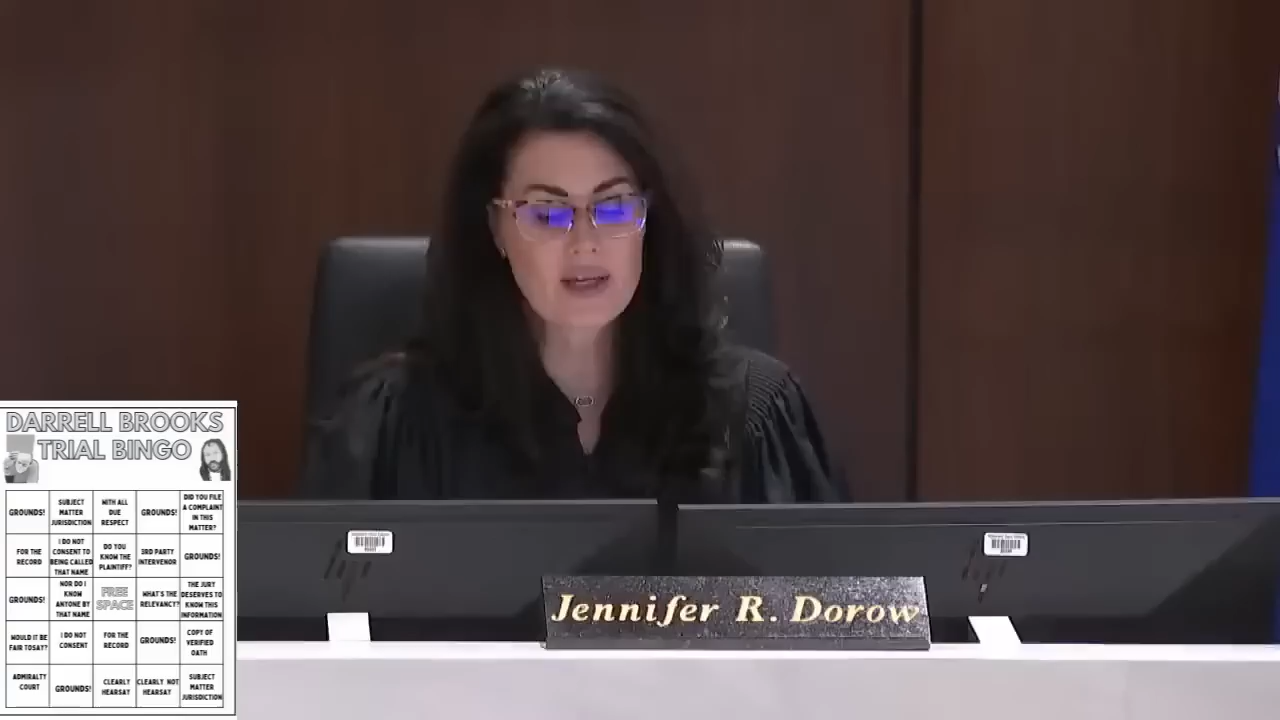 DARRELL BROOKS
TRIAL BINGO
GROUNDS!
SUBJECT
MATTER
JURISDICTION
WITH ALL
DUE
RESPECT
GROUNDS!
DID YOU FILE
A COMPLAINT
IN THIS
MATTER?
FOR THE
RECORD
I DO NOT
CONSENT TO
BEING CALLED
THAT NAME
DO YOU
KNOW THE
PLAINTIFF?
3RD PARTY
INTERVENOR
GROUNDS!
GROUNDS!
NOR DO I
KNOW
ANYONE BY
THAT NAME
FREE
SPACE
WHAT'S THE
RELEVANCY?
THE JURY
DESERVES TO
KNOW THIS
INFORMATION
WOULD IT BE
FAIR TOSAY?
I DO NOT
CONSENT
FOR THE
RECORD
GROUNDS!
COPY OF
VERIFIED
OATH
ADMIRALTY
COURT
GROUNDS!
CLEARLY
HEARSAY?
CLEARLY NOT
HEARSAY
SUBJECT
MATTER
JURISDICTION
Jennifer R. Dorow